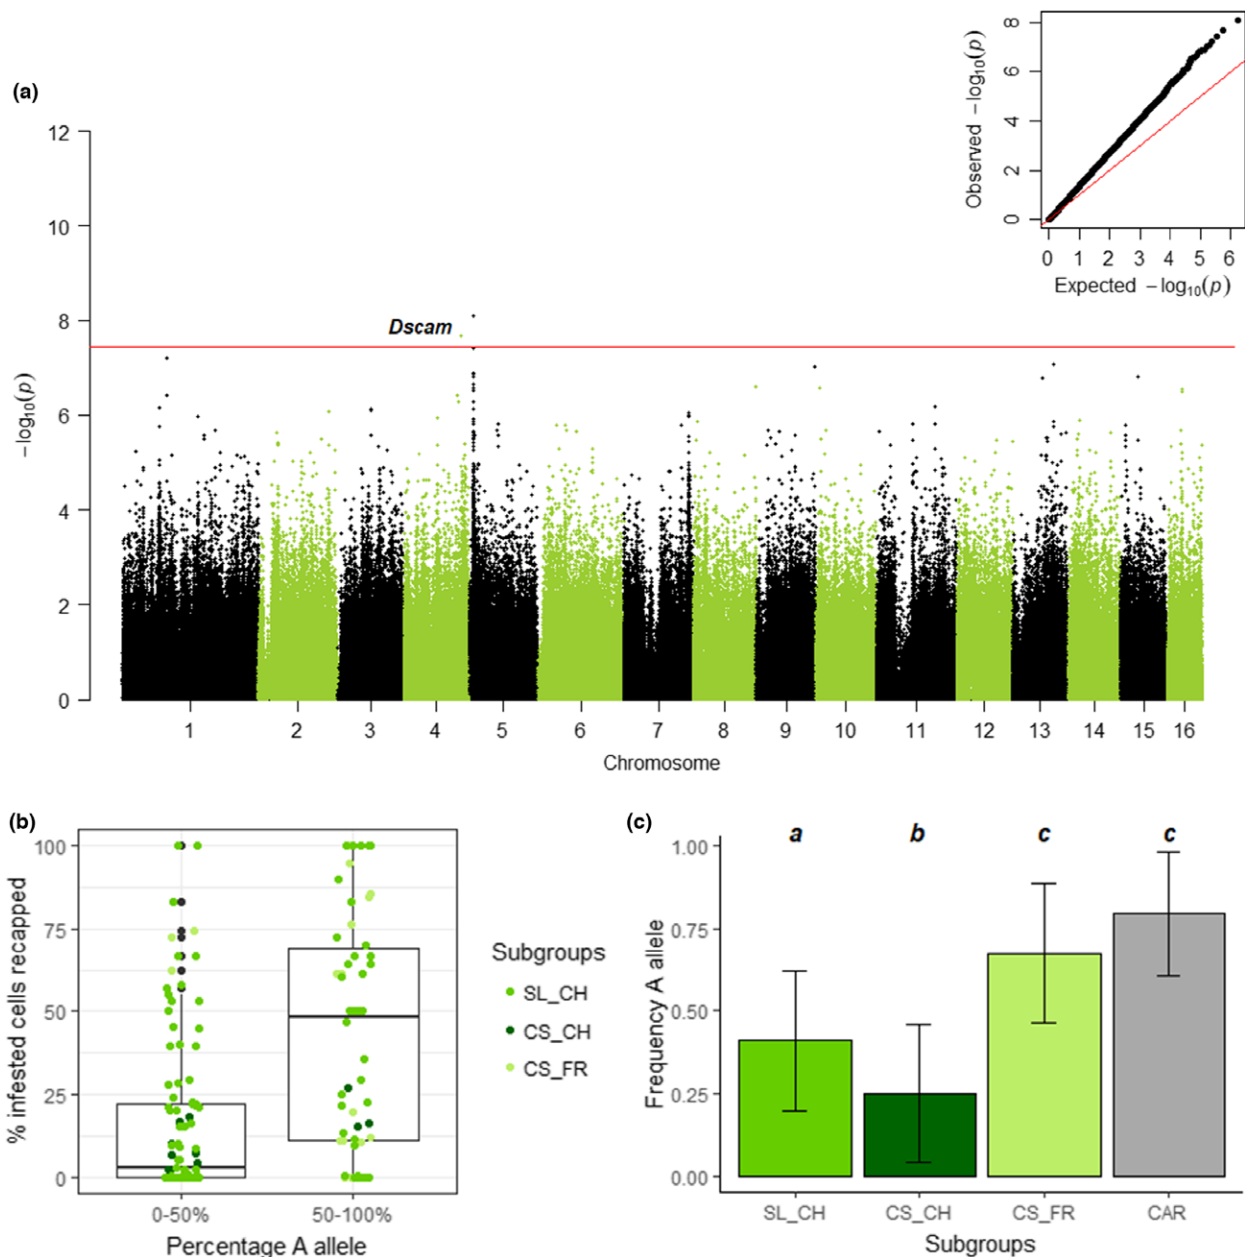 (a)
12
10
8
6
4
2
0
−log10(p)
Dscam
1 2 3 4 5 6 7 8 9 10 11 12 13 14 15 16
Chromosome
8
6
4
2
0
Observed −log10(p)
0 1 2 3 4 5 6
Expected −log10(p)
(b)
100
75
50
25
0
% infested cells recapped
0-50% 50-100%
Percentage A allele
Subgroups
SL_CH
CS_CH
CS_FR
(c)
a b c c
1.00
0.75
0.50
0.25
0.00
Frequency A allele
SL_CH CS_CH CS_FR CAR
Subgroups